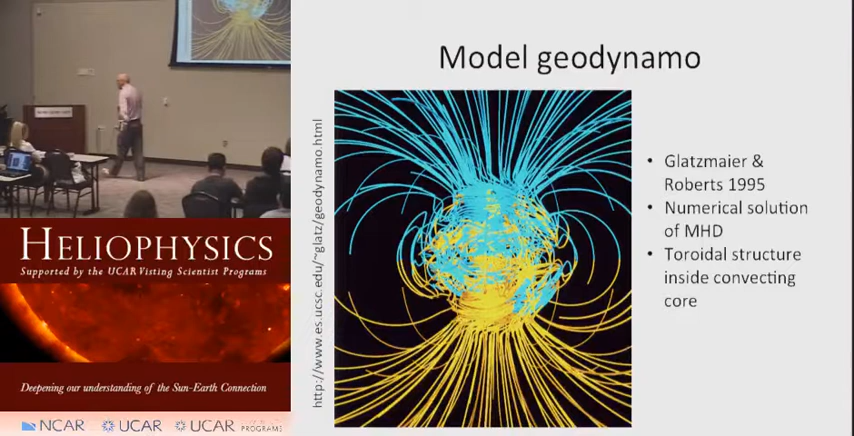 Model geodynamo
http://www.es.ucsc.edu/~glatz/geodynamo.html
• Glatzmaier &
Roberts 1995
• Numerical solution
of MHD
• Toroidal structure
inside convecting
core
HELIOPHYSICS
Supported by the UCAR Visting Scientist Programs
Deepening our understanding of the Sun-Earth Connection
NCAR UCAR UCAR PROGRAMS